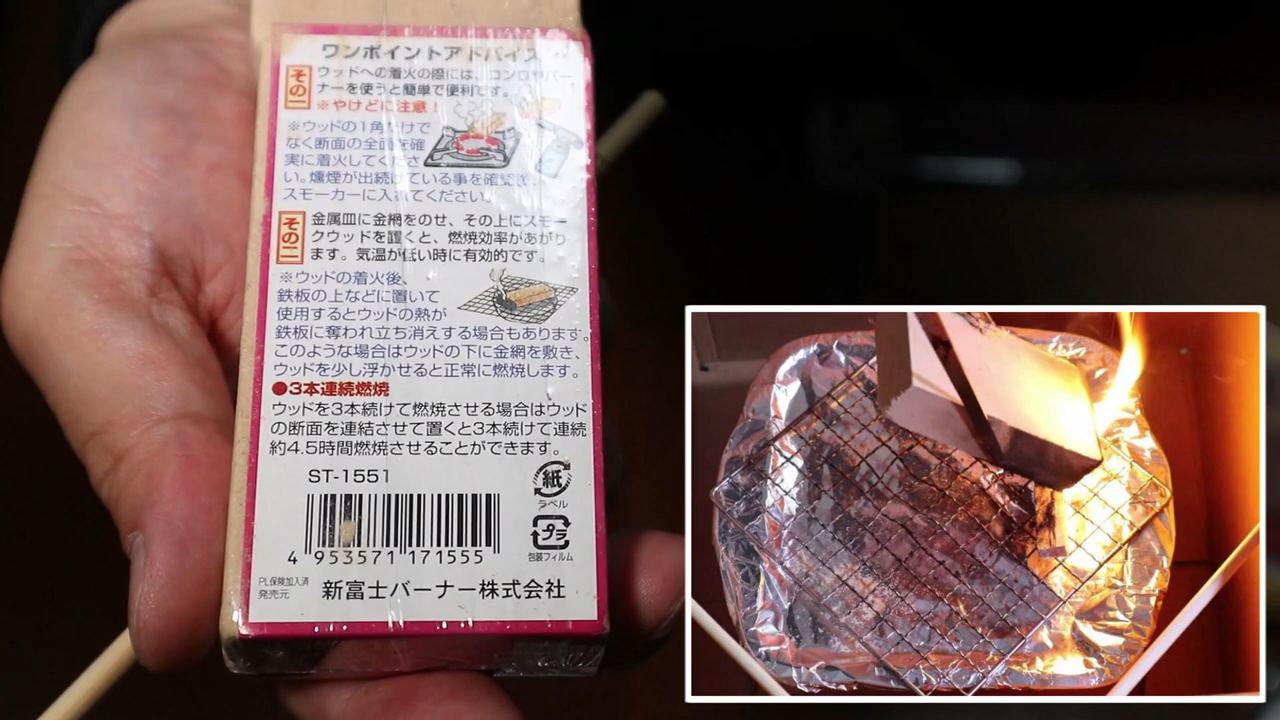 ワンポイントアドバイス
その一
ウッドへの着火の際には、コンロやバー
ナーを使うと簡単で便利です。
※やけどに注意!
※ウッドの1角だけで
なく断面の全面を確
実に着火してくださ
い。燻煙が出続けている事を確認後、
スモーカーに入れてください。
その二
金属皿に金網をのせ、その上にスモー
クウッドを置くと、燃焼効率があがり
ます。気温が低い時に有効的です。
※ウッドの着火後、
鉄板の上などに置いて
使用するとウッドの熱が
鉄板に奪われ立ち消えする場合もあります。
このような場合はウッドの下に金網を敷き、
ウッドを少し浮かせると正常に燃焼します。
●3本連続燃焼
ウッドを3本続けて燃焼させる場合はウッド
の断面を連結させて置くと3本続けて連続
約4.5時間燃焼させることができます。
ST-1551
紙
ラベル
プラ
包装フィルム
4 953571 171555
PL保険加入済
発売元
新富士バーナー株式会社